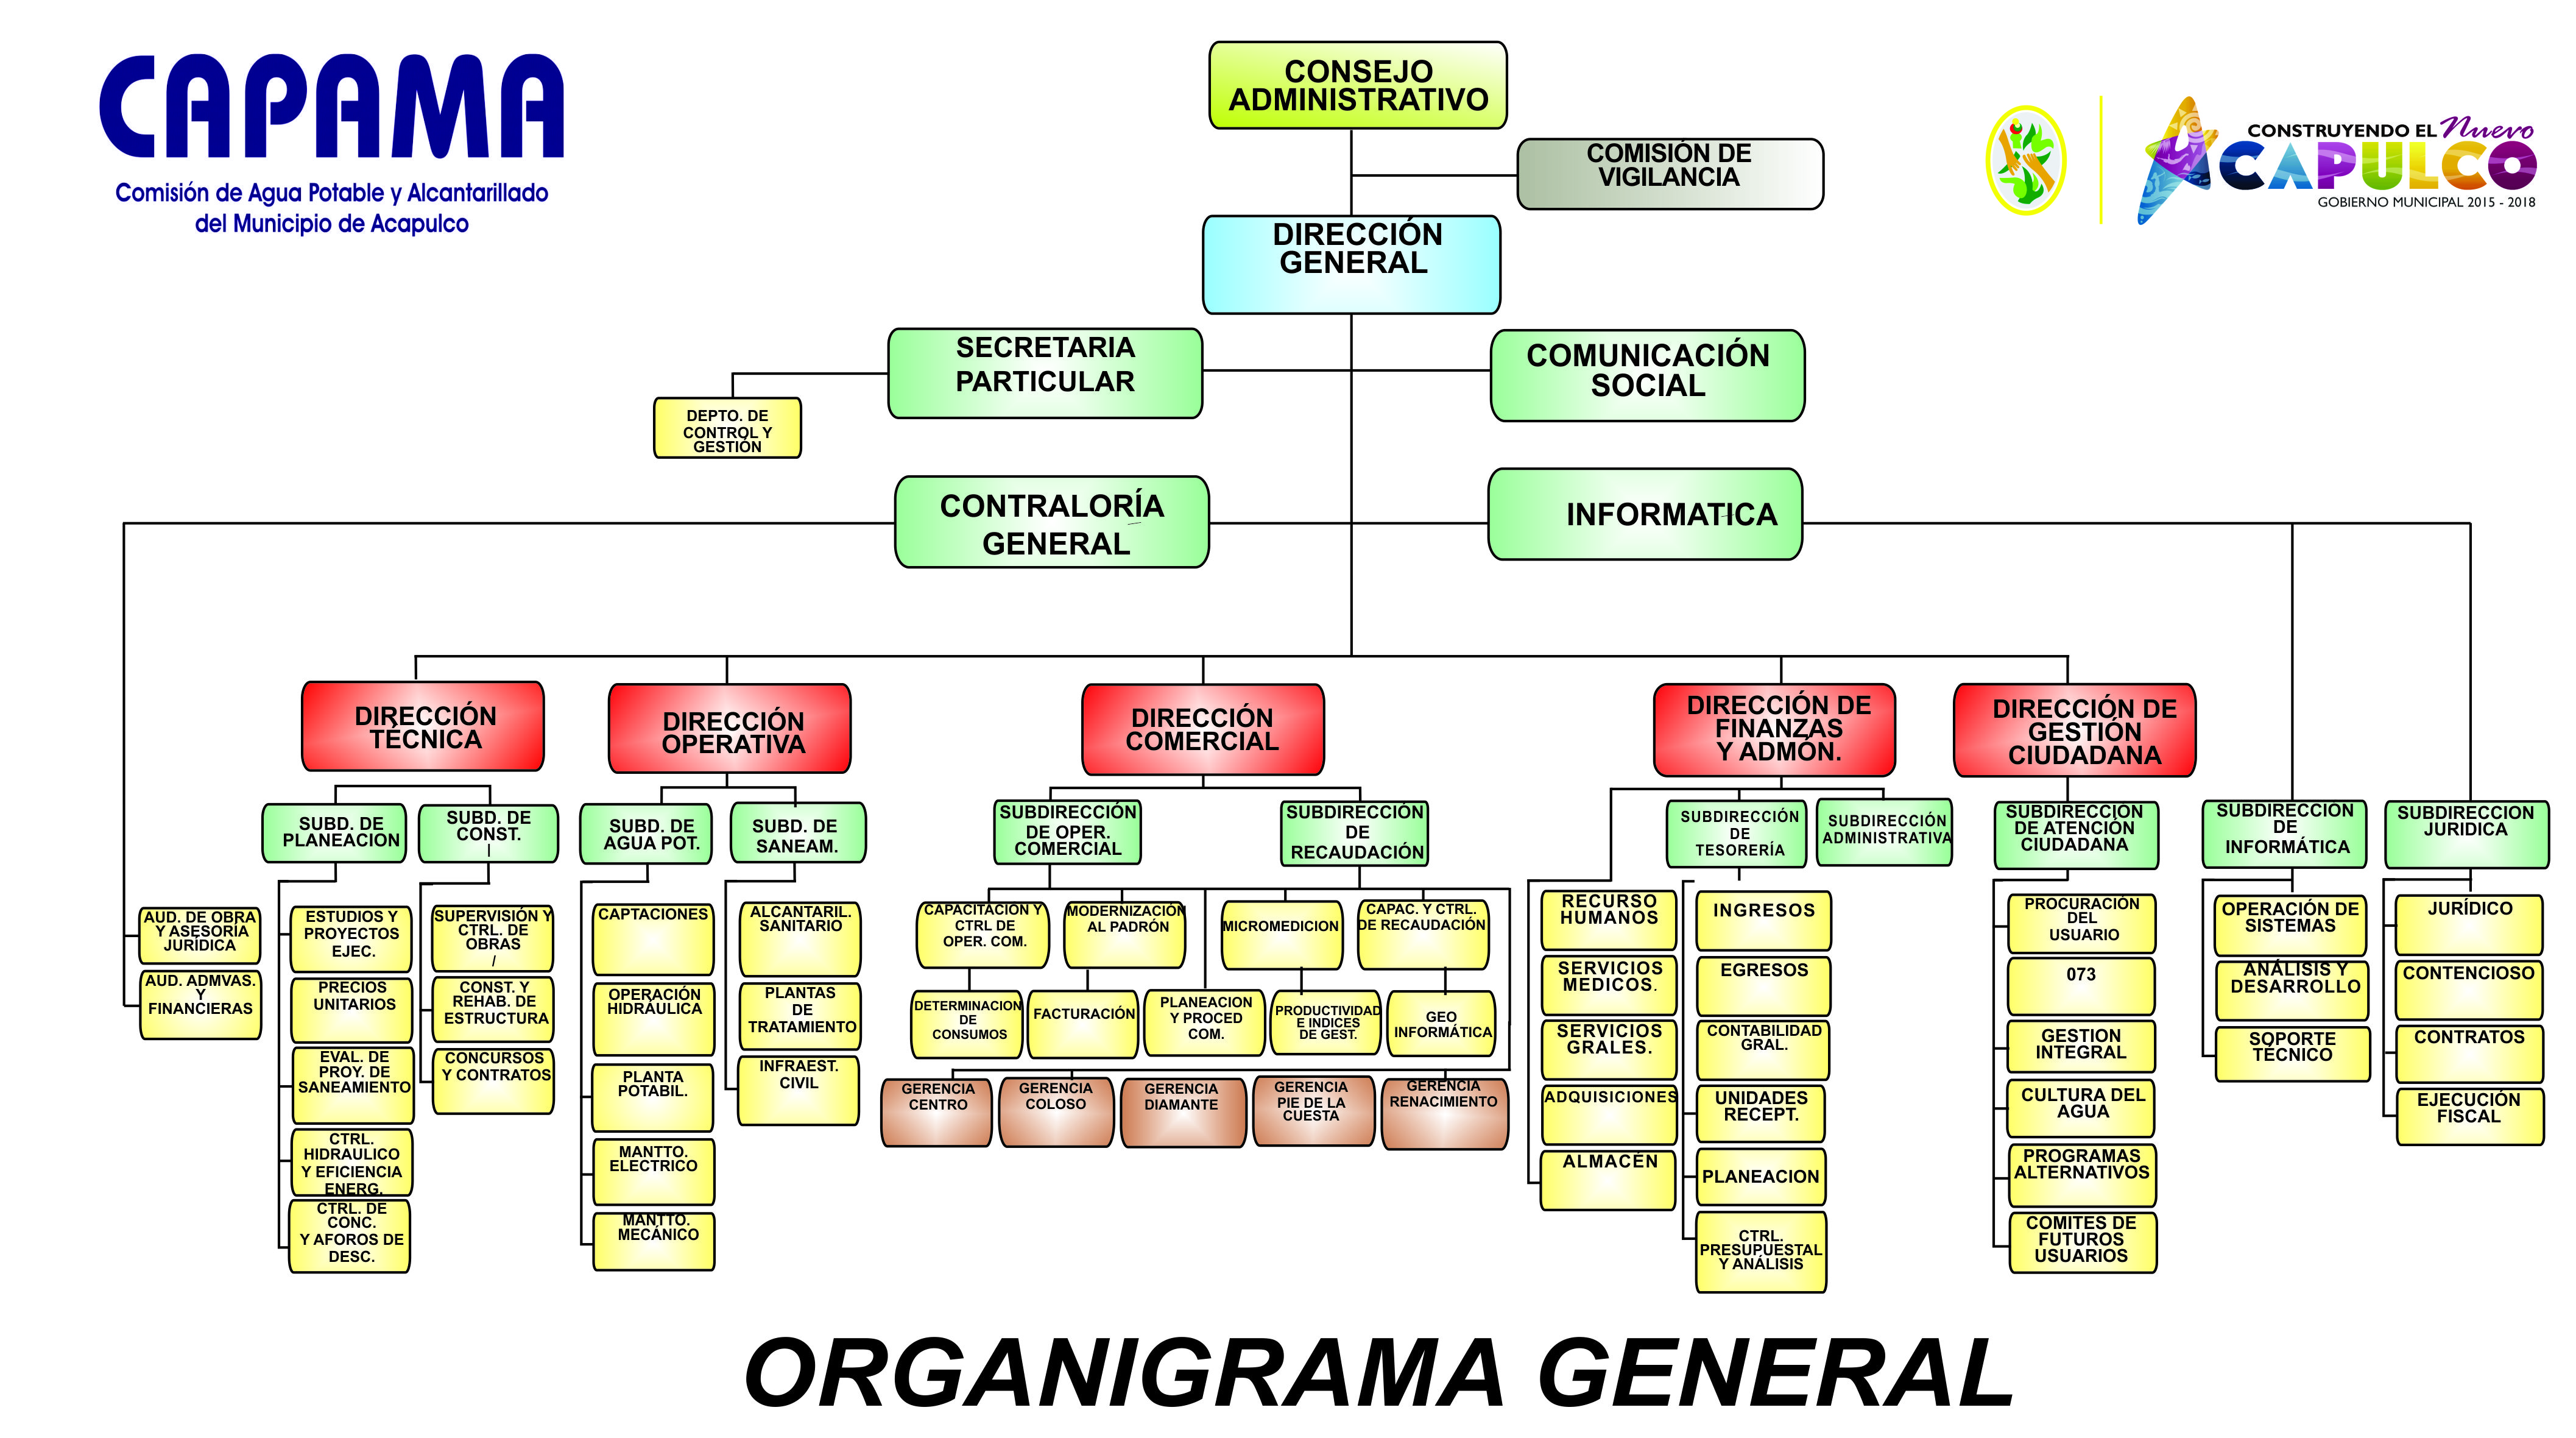 CAPAMA
Comisión de Agua Potable y Alcantarillado
del Municipio de Acapulco
CONSEJO
ADMINISTRATIVO
COMISIÓN DE
VIGILANCIA
CONSTRUYENDO EL Nuevo
ACAPULCO
GOBIERNO MUNICIPAL 2015 - 2018
DIRECCIÓN
GENERAL
SECRETARIA
PARTICULAR
COMUNICACIÓN
SOCIAL
DEPTO. DE
CONTROL Y
GESTIÓN
CONTRALORÍA
GENERAL
INFORMATICA
DIRECCIÓN
TÉCNICA
DIRECCIÓN
OPERATIVA
DIRECCIÓN
COMERCIAL
DIRECCIÓN DE
FINANZAS
Y ADMÓN.
DIRECCIÓN DE
GESTIÓN
CIUDADANA
SUBD. DE
PLANEACION
SUBD. DE
CONST.
I
SUBD. DE
AGUA POT.
SUBD. DE
SANEAM.
SUBDIRECCIÓN
DE OPER.
COMERCIAL
SUBDIRECCIÓN
DE
RECAUDACIÓN
SUBDIRECCIÓN
DE
TESORERÍA
SUBDIRECCIÓN
ADMINISTRATIVA
SUBDIRECCIÓN
DE ATENCIÓN
CIUDADANA
SUBDIRECCION
DE
INFORMÁTICA
SUBDIRECCION
JURIDICA
AUD. DE OBRA
Y ASESORIA
JURÍDICA
AUD. ADMVAS.
Y
FINANCIERAS
ESTUDIOS Y
PROYECTOS
EJEC.
PRECIOS
UNITARIOS
EVAL. DE
PROY. DE
SANEAMIENTO
CTRL.
HIDRAULICO
Y EFICIENCIA
ENERG.
CTRL. DE
CONC.
Y AFOROS DE
DESC.
SUPERVISIÓN Y
CTRL. DE
OBRAS
/
CONST. Y
REHAB. DE
ESTRUCTURA
CONCURSOS
Y CONTRATOS
CAPTACIONES
OPERACIÓN
HIDRÁULICA
PLANTA
POTABIL.
MANTTO.
ELECTRICO
MANTTO.
MECÁNICO
ALCANTARIL.
SANITARIO
PLANTAS
DE
TRATAMIENTO
INFRAEST.
CIVIL
CAPACITACION Y
CTRL DE
OPER. COM.
MODERNIZACIÓN
AL PADRÓN
MICROMEDICION
CAPAC. Y CTRL.
DE RECAUDACIÓN
DETERMINACION
DE
CONSUMOS
FACTURACIÓN
PLANEACION
Y PROCED
COM.
PRODUCTIVIDAD
E INDICES
DE GEST.
GEO
INFORMÁTICA
GERENCIA
CENTRO
GERENCIA
COLOSO
GERENCIA
DIAMANTE
GERENCIA
PIE DE LA
CUESTA
GERENCIA
RENACIMIENTO
RECURSO
HUMANOS
SERVICIOS
MEDICOS.
SERVICIOS
GRALES.
ADQUISICIONES
ALMACÉN
INGRESOS
EGRESOS
CONTABILIDAD
GRAL.
UNIDADES
RECEPT.
PLANEACION
CTRL.
PRESUPUESTAL
Y ANÁLISIS
PROCURACIÓN
DEL
USUARIO
073
GESTION
INTEGRAL
CULTURA DEL
AGUA
PROGRAMAS
ALTERNATIVOS
COMITES DE
FUTUROS
USUARIOS
OPERACIÓN DE
SISTEMAS
ANÁLISIS Y
DESARROLLO
SOPORTE
TÉCNICO
JURÍDICO
CONTENCIOSO
CONTRATOS
EJECUCIÓN
FISCAL
ORGANIGRAMA GENERAL